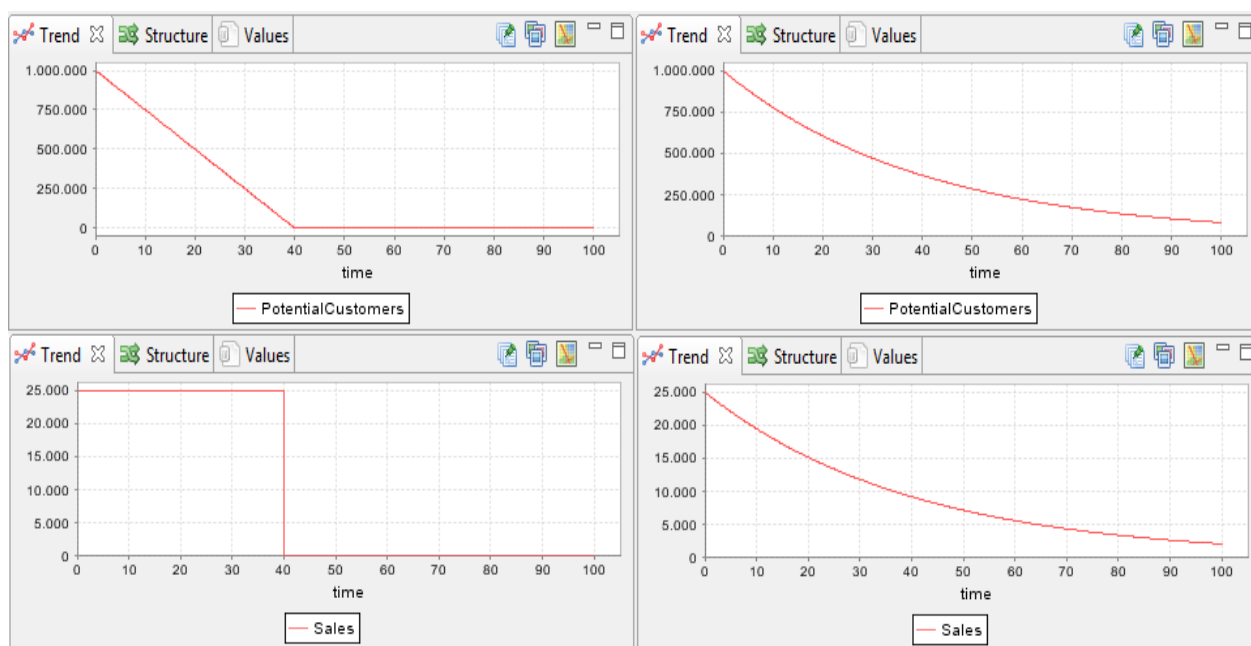 Trend Structure Values
1.000.000
750.000
500.000
250.000
0
0 10 20 30 40 50 60 70 80 90 100
time
PotentialCustomers
Trend Structure Values
1.000.000
750.000
500.000
250.000
0
0 10 20 30 40 50 60 70 80 90 100
time
PotentialCustomers
Trend Structure Values
25.000
20.000
15.000
10.000
5.000
0
0 10 20 30 40 50 60 70 80 90 100
time
Sales
Trend Structure Values
25.000
20.000
15.000
10.000
5.000
0
0 10 20 30 40 50 60 70 80 90 100
time
Sales